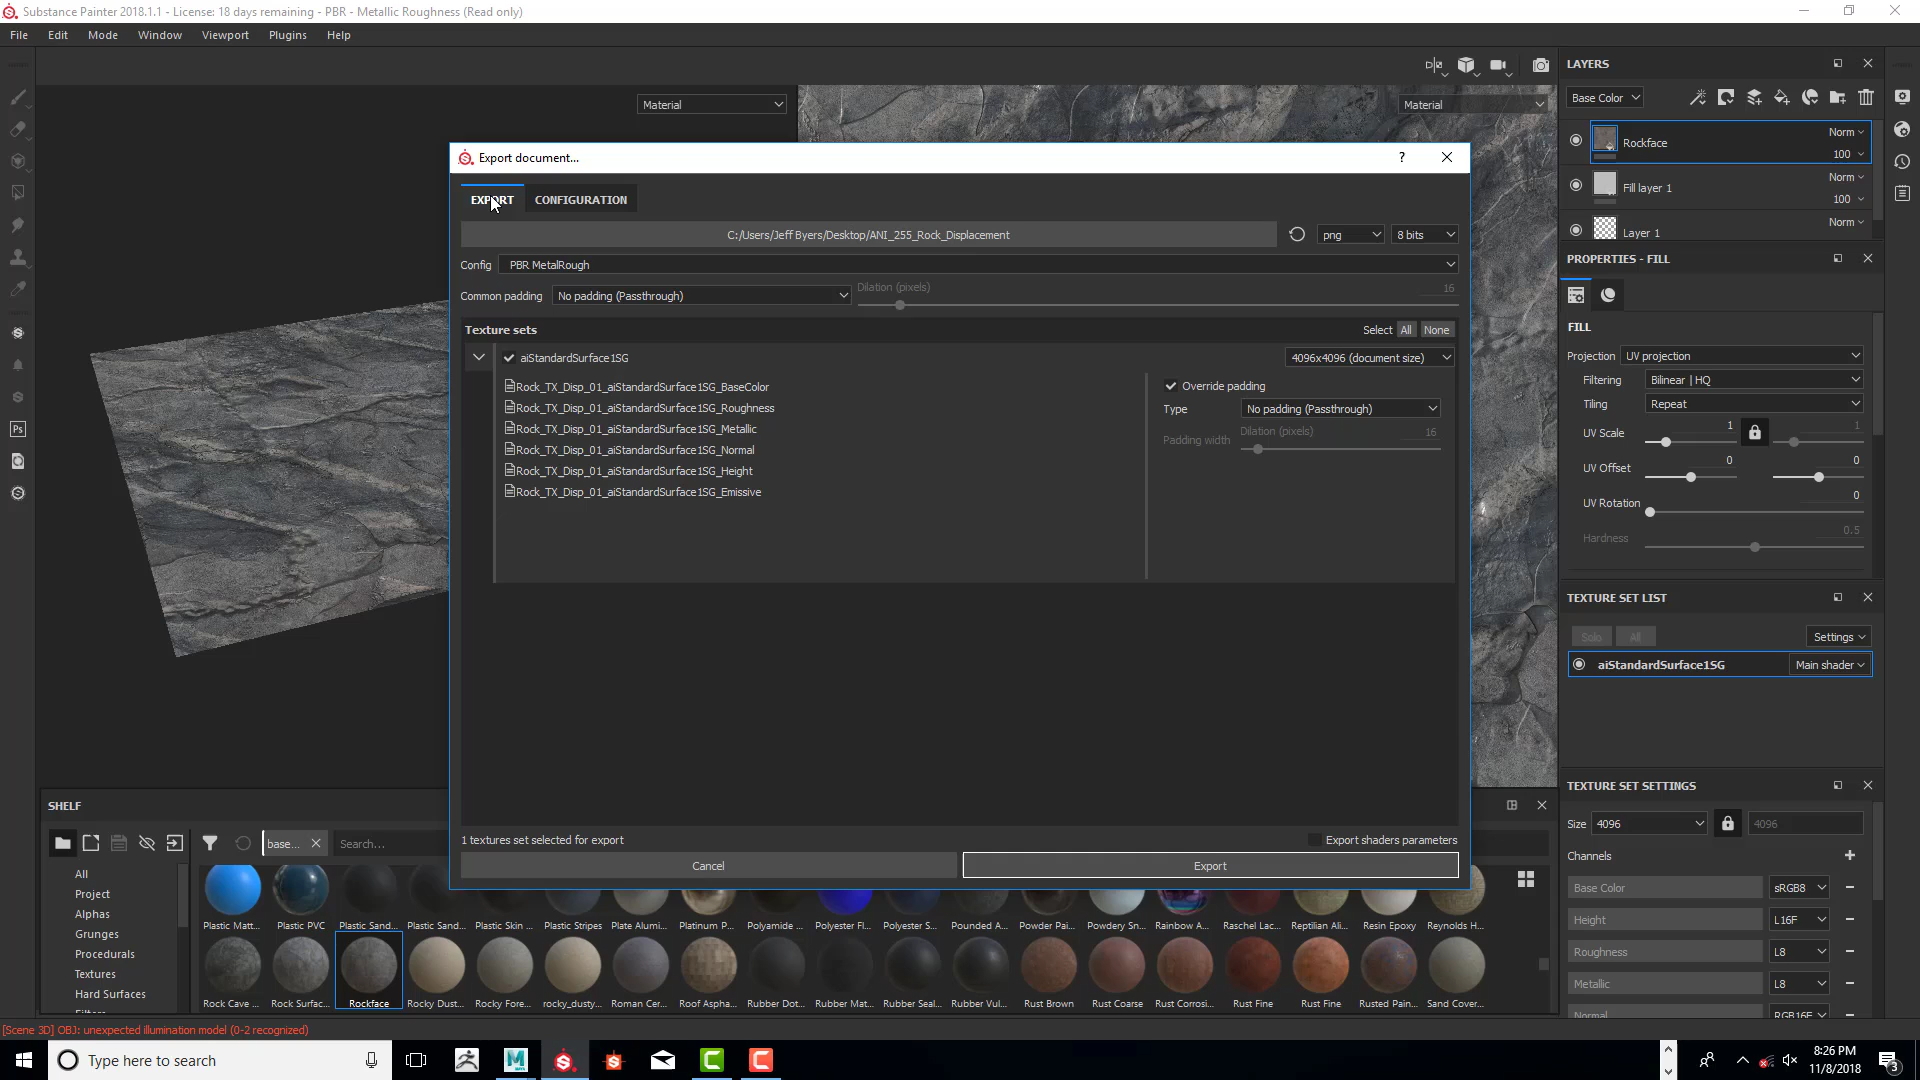 Substance Painter 2018.1.1 - License: 18 days remaining - PBR - Metallic Roughness (Read only)
File Edit Mode Window Viewport Plugins Help
Material
Material
Export document...
?
EXPORT CONFIGURATION
C:/Users/Jeff Byers/Desktop/ANI_255_Rock_Displacement
png
8 bits
Config PBR MetalRough
Common padding No padding (Passthrough)
Dilation (pixels) 16
Texture sets
Select All None
aiStandardSurface1SG
4096x4096 (document size)
Rock_TX_Disp_01_aiStandardSurface1SG_BaseColor
Rock_TX_Disp_01_aiStandardSurface1SG_Roughness
Rock_TX_Disp_01_aiStandardSurface1SG_Metallic
Rock_TX_Disp_01_aiStandardSurface1SG_Normal
Rock_TX_Disp_01_aiStandardSurface1SG_Height
Rock_TX_Disp_01_aiStandardSurface1SG_Emissive
Override padding
Type No padding (Passthrough)
Padding width Dilation (pixels) 16
1 textures set selected for export
Export shaders parameters
Cancel
Export
LAYERS
Base Color
Rockface Norm 100
Fill layer 1 Norm 100
Layer 1 Norm
PROPERTIES - FILL
FILL
Projection UV projection
Filtering Bilinear | HQ
Tiling Repeat
UV Scale 1 1
UV Offset 0 0
UV Rotation 0
Hardness 0.5
TEXTURE SET LIST
Solo All Settings
aiStandardSurface1SG Main shader
TEXTURE SET SETTINGS
Size 4096 4096
Channels
Base Color sRGB8
Height L16F
Roughness L8
Metallic L8
Normal RGB16F
Ps
SHELF
base... Search...
All
Project
Alphas
Grunges
Procedurals
Textures
Hard Surfaces
Filters
Plastic Matt... Plastic PVC Plastic Sand... Plastic Sand... Plastic Skin ... Plastic Stripes Plate Alumi... Platinum P... Polyamide ... Polyester Fl... Polyester S... Pounded A... Powder Pai... Powdery Sn... Rainbow A... Raschel Lac... Reptilian Ali... Resin Epoxy Reynolds H...
Rock Cave ... Rock Surfac... Rockface Rocky Dust... Rocky Fore... rocky_dusty... Roman Cer... Roof Aspha... Rubber Dot... Rubber Mat... Rubber Seal... Rubber Vul... Rust Brown Rust Coarse Rust Corrosi... Rust Fine Rust Fine Rusted Pain... Sand Cover...
[Scene 3D] OBJ: unexpected illumination model (0-2 recognized)
Type here to search
8:26 PM
11/8/2018
3